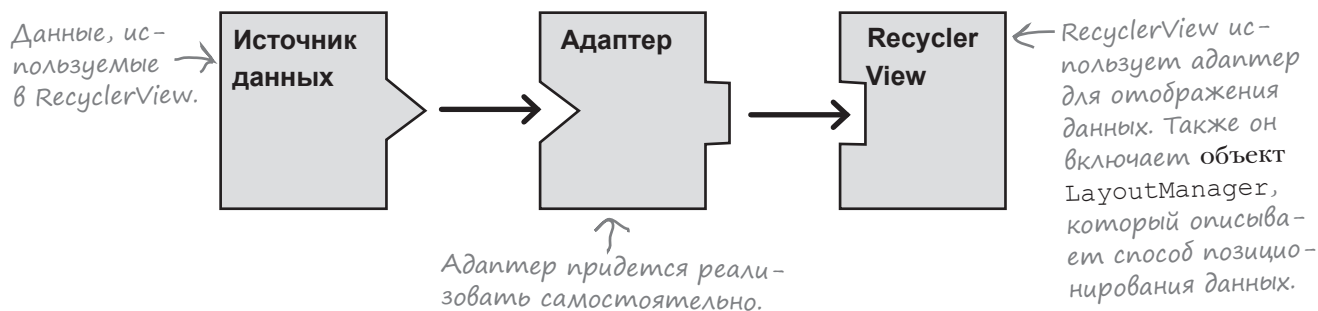 Данные, ис-
пользуемые
в RecyclerView.
Источник
данных
Адаптер
Recycler
View
RecyclerView ис-
пользует адаптер
для отображения
данных. Также он
включает объект
LayoutManager,
который описыва-
ет способ позицио-
нирования данных.
Адаптер придется реали-
зовать самостоятельно.